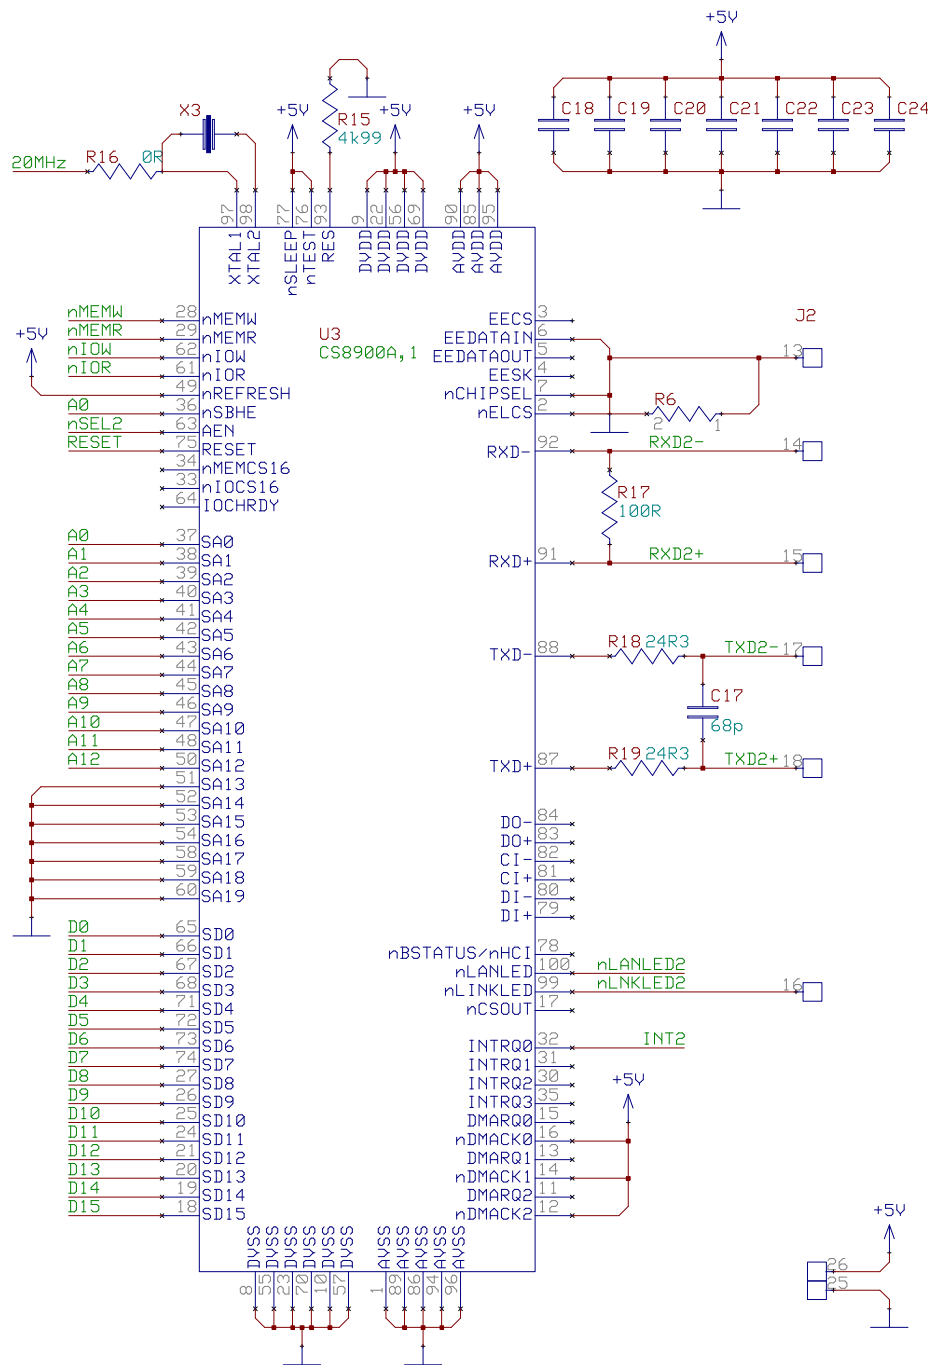 +5V
C18 C19 C20 C21 C22 C23 C24
X3
+5V R15 +5V +5V
4k99
20MHz R16 0R
97 98 77 76 93 9 22 56 69 90 85 95
XTAL1 XTAL2 nSLEEP nTEST RES DVDD DVDD DVDD DVDD AVDD AVDD AVDD
U3
CS8900A,1
J2
nMEMW 28 nMEMW
nMEMR 29 nMEMR
+5V
nIOW 62 nIOW
nIOR 61 nIOR
49 nREFRESH
A0 36 nSBHE
nSEL2 63 AEN
RESET 75 RESET
34 nMEMCS16
33 nIOCS16
64 IOCHRDY
A0 37 SA0
A1 38 SA1
A2 39 SA2
A3 40 SA3
A4 41 SA4
A5 42 SA5
A6 43 SA6
A7 44 SA7
A8 45 SA8
A9 46 SA9
A10 47 SA10
A11 48 SA11
A12 50 SA12
51 SA13
52 SA14
53 SA15
54 SA16
58 SA17
59 SA18
60 SA19
D0 65 SD0
D1 66 SD1
D2 67 SD2
D3 68 SD3
D4 71 SD4
D5 72 SD5
D6 73 SD6
D7 74 SD7
D8 27 SD8
D9 26 SD9
D10 25 SD10
D11 24 SD11
D12 21 SD12
D13 20 SD13
D14 19 SD14
D15 18 SD15
EECS 3
EEDATAIN 6
EEDATAOUT 5 13
EESK 4
nCHIPSEL 7
nELCS 2 R6 2 1
RXD- 92 RXD2- 14
R17
100R
RXD+ 91 RXD2+ 15
TXD- 88 R18 24R3 TXD2- 17
C17
68p
TXD+ 87 R19 24R3 TXD2+ 18
DO- 84
DO+ 83
CI- 82
CI+ 81
DI- 80
DI+ 79
nBSTATUS/nHCI 78
nLANLED 100 nLANLED2
nLINKLED 99 nLNKLED2 16
nCSOUT 17
INTRQ0 32 INT2
INTRQ1 31
INTRQ2 30 +5V
INTRQ3 35
DMARQ0 15
nDMACK0 16
DMARQ1 13
nDMACK1 14
DMARQ2 11
nDMACK2 12
DVSS DVSS DVSS DVSS DVSS DVSS AVSS AVSS AVSS AVSS AVSS
8 55 23 70 10 57 1 89 86 94 96
+5V
26
25